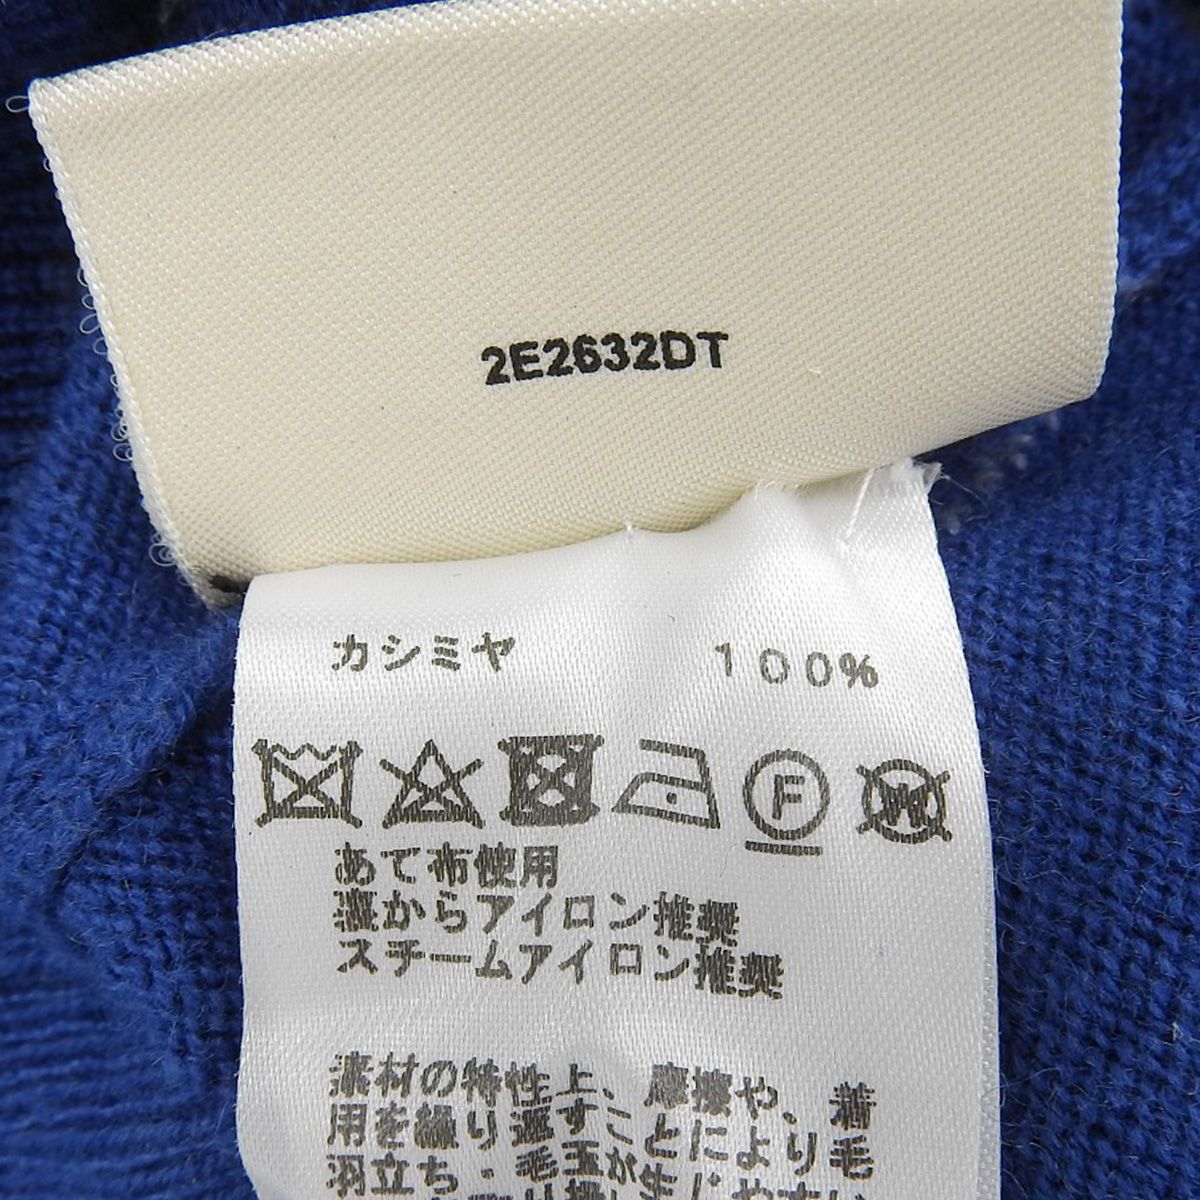 2E2632DT
カシミヤ 100%
F
W
あて布使用
裏からアイロン推奨
スチームアイロン推奨
素材の特性上、摩擦や、着
用を繰り返すことにより毛
羽立ち・毛玉が生じやすい